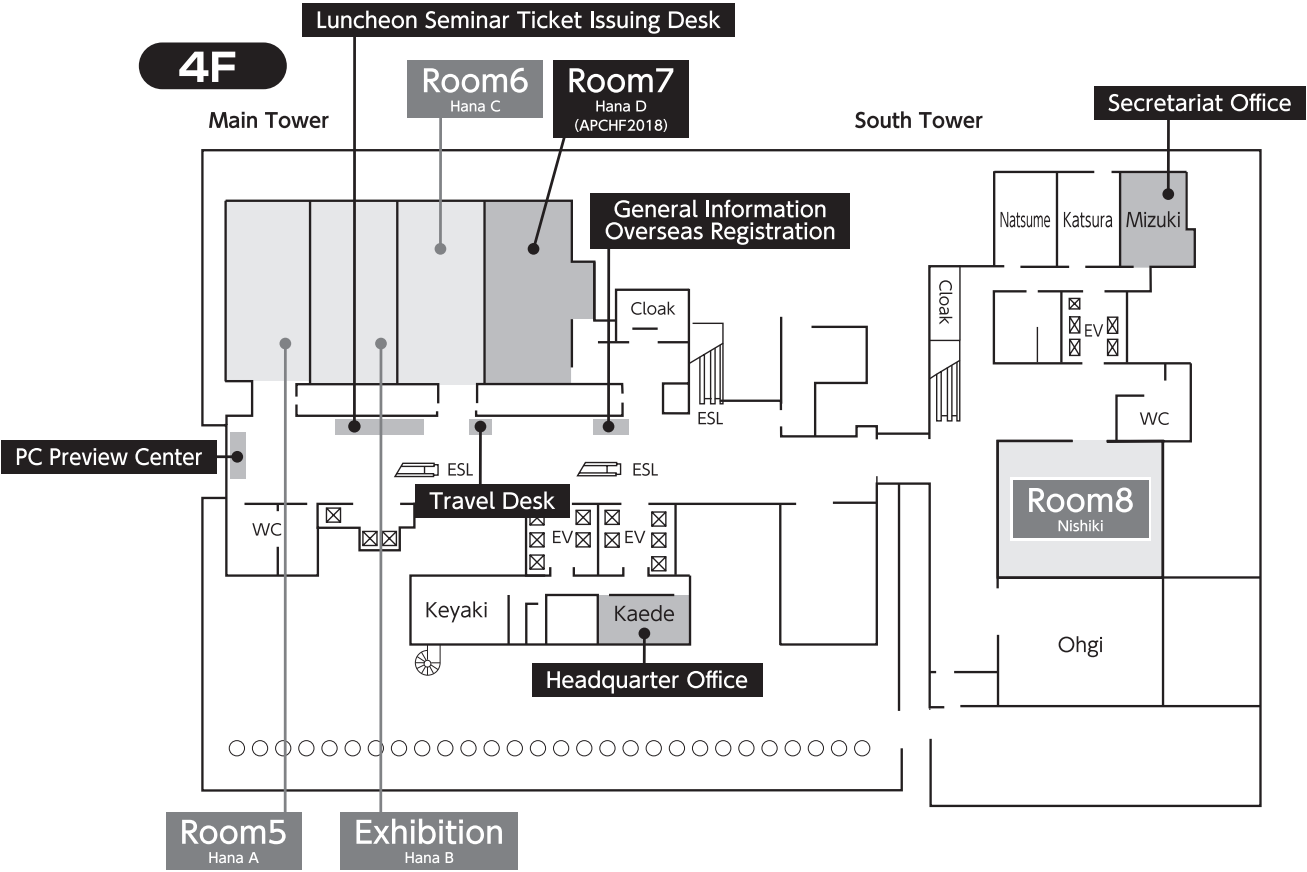 Luncheon Seminar Ticket Issuing Desk
4F
Room6
Hana C
Room7
Hana D
(APCHF2018)
Main Tower
South Tower
Secretariat Office
General Information
Overseas Registration
Natsume
Katsura
Mizuki
Cloak
Cloak
EV
ESL
WC
PC Preview Center
ESL
ESL
Travel Desk
Room8
Nishiki
WC
EV
EV
Keyaki
Kaede
Ohgi
Headquarter Office
Room5
Hana A
Exhibition
Hana B